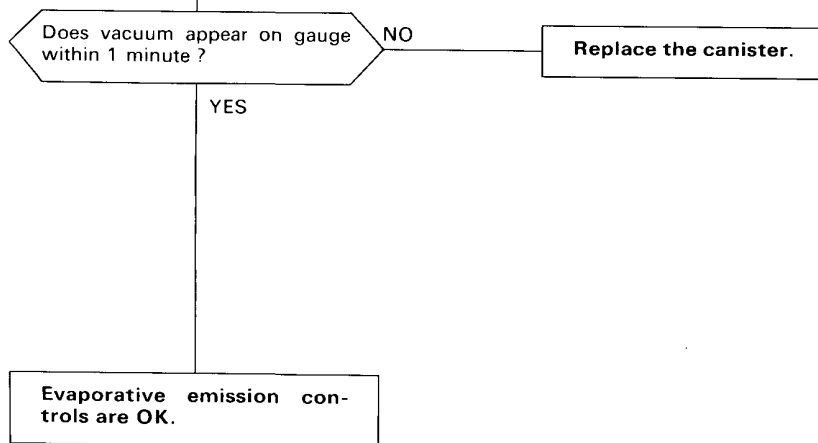 Does vacuum appear on gauge
within 1 minute ?
NO
Replace the canister.
YES
Evaporative emission con-
trols are OK.